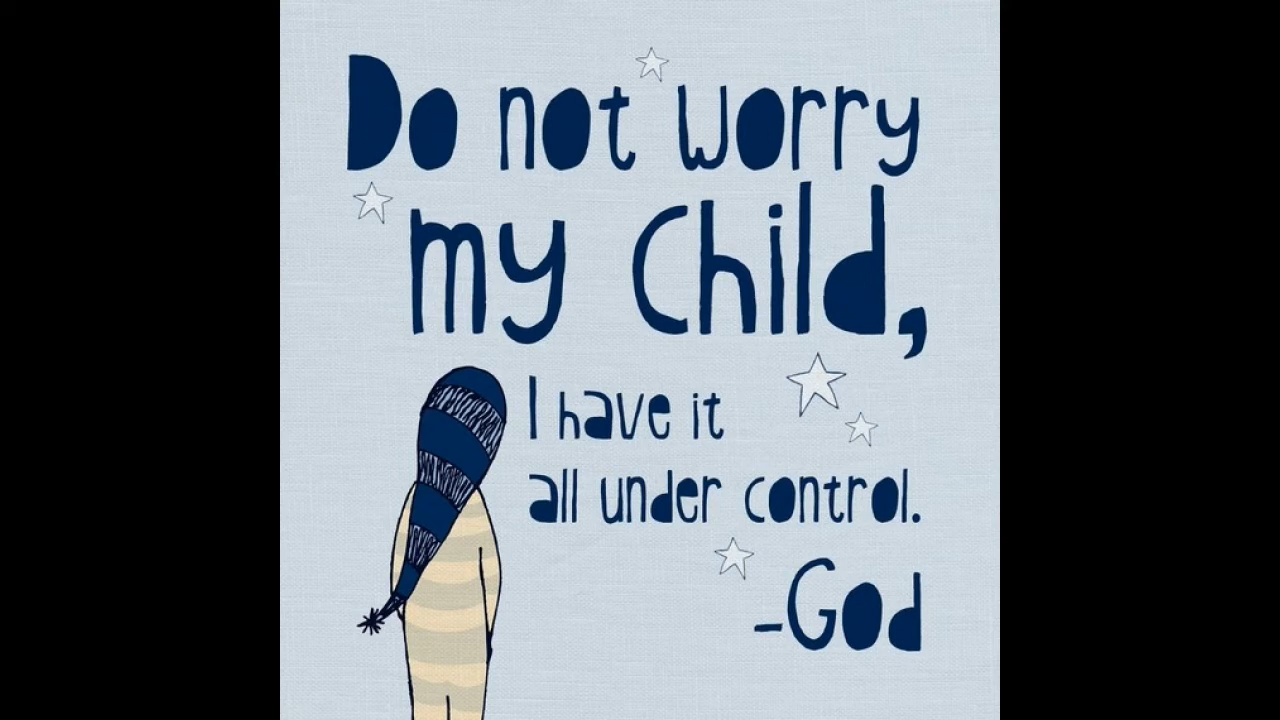 Do not worry
my Child,
I have it
all under control.
-God